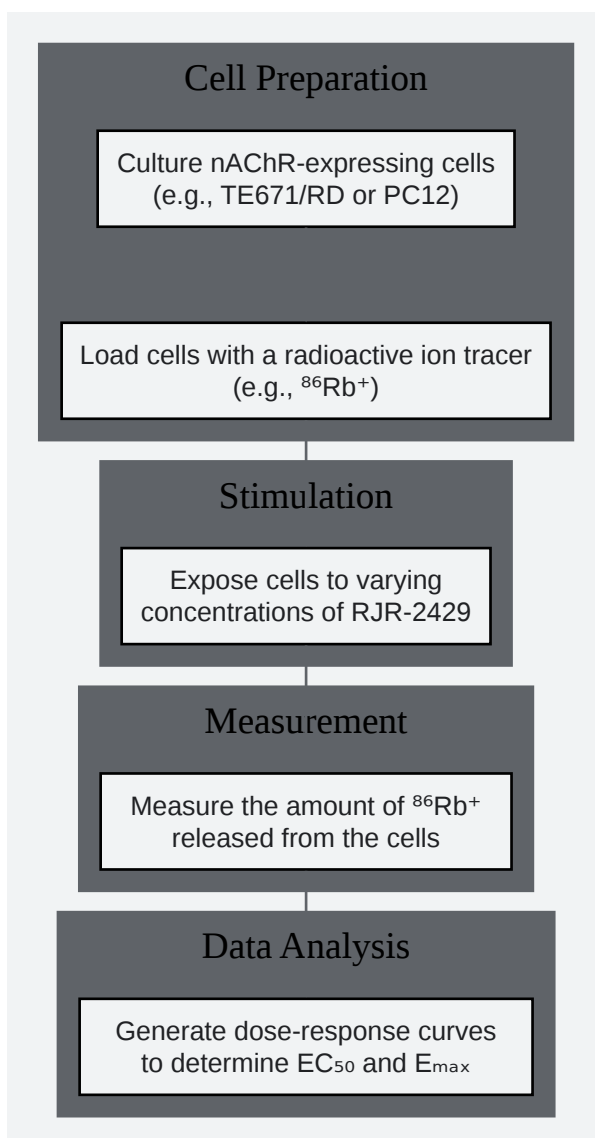 Cell Preparation
Culture nAChR-expressing cells
(e.g., TE671/RD or PC12)
Load cells with a radioactive ion tracer
(e.g., ⁸⁶Rb⁺)
Stimulation
Expose cells to varying
concentrations of RJR-2429
Measurement
Measure the amount of ⁸⁶Rb⁺
released from the cells
Data Analysis
Generate dose-response curves
to determine EC₅₀ and Eₘₐₓ